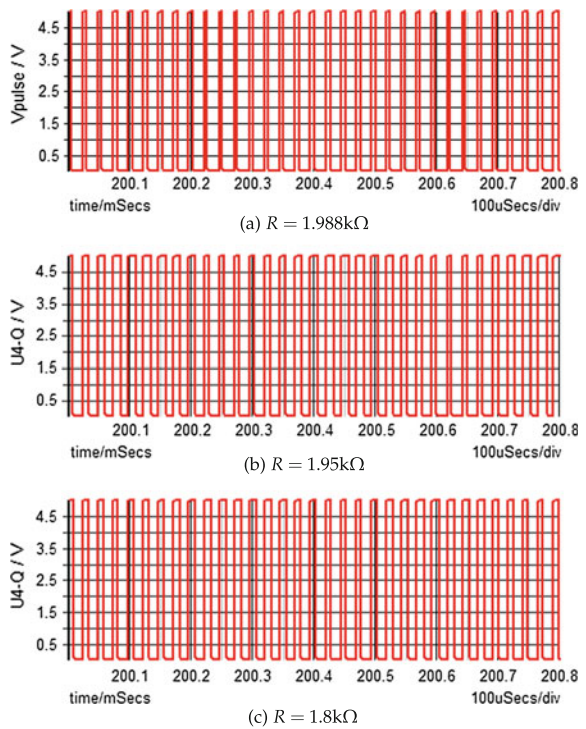 Vpulse / V
4.5
3.5
2.5
1.5
0.5
200.1 200.2 200.3 200.4 200.5 200.6 200.7 200.8
time/mSecs 100uSecs/div
(a) R = 1.988kΩ
U4-Q / V
4.5
3.5
2.5
1.5
0.5
200.1 200.2 200.3 200.4 200.5 200.6 200.7 200.8
time/mSecs 100uSecs/div
(b) R = 1.95kΩ
U4-Q / V
4.5
3.5
2.5
1.5
0.5
200.1 200.2 200.3 200.4 200.5 200.6 200.7 200.8
time/mSecs 100uSecs/div
(c) R = 1.8kΩ